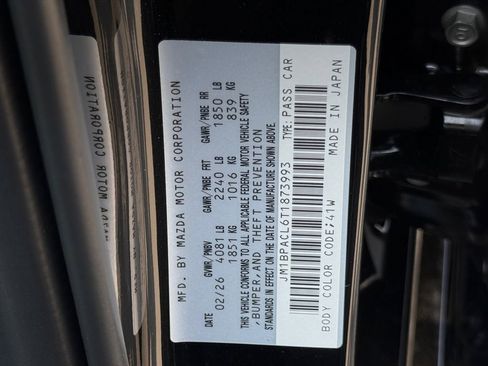 MFD. BY MAZDA MOTOR CORPORATION
DATE GVWR/PNBV GAWR/PNBE FRT GAWR/PNBE RR
02/26 4081 LB 2240 LB 1850 LB
1851 KG 1016 KG 839 KG
THIS VEHICLE CONFORMS TO ALL APPLICABLE FEDERAL MOTOR VEHICLE SAFETY
,BUMPER,AND THEFT PREVENTION
STANDARDS IN EFFECT ON THE DATE OF MANUFACTURE SHOWN ABOVE.
JM1BPACL6T1873993 TYPE:PASS CAR
BODY COLOR CODE;41W MADE IN JAPAN
MAZDA MOTOR CORPORATION